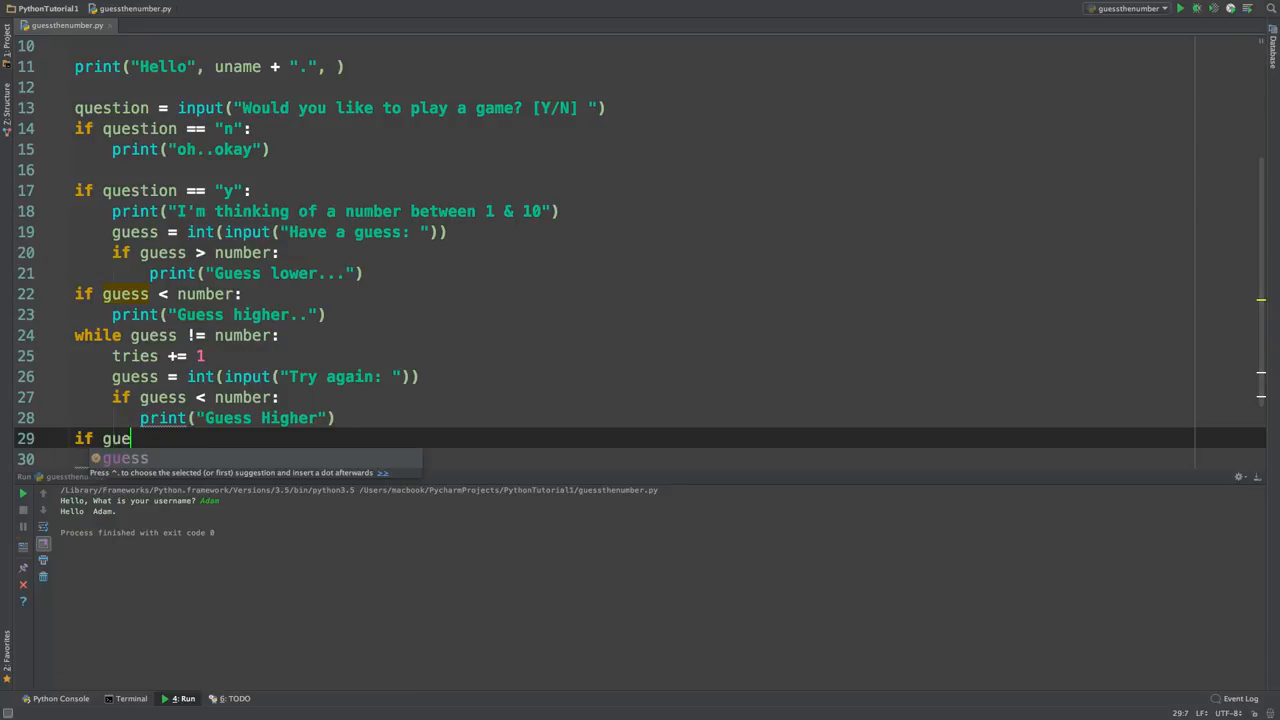 PythonTutorial1 guessthenumber.py guessthenumber
guessthenumber.py
1: Project
Z: Structure
2: Favorites
Database
10
11 print("Hello", uname + ".", )
12
13 question = input("Would you like to play a game? [Y/N] ")
14 if question == "n":
15 print("oh..okay")
16
17 if question == "y":
18 print("I'm thinking of a number between 1 & 10")
19 guess = int(input("Have a guess: "))
20 if guess > number:
21 print("Guess lower...")
22 if guess < number:
23 print("Guess higher..")
24 while guess != number:
25 tries += 1
26 guess = int(input("Try again: "))
27 if guess < number:
28 print("Guess Higher")
29 if gue
30 guess
Press ^. to choose the selected (or first) suggestion and insert a dot afterwards >>
Run guessthenu
/Library/Frameworks/Python.framework/Versions/3.5/bin/python3.5 /Users/macbook/PycharmProjects/PythonTutorial1/guessthenumber.py
Hello, What is your username? Adam
Hello  Adam.
Process finished with exit code 0
Python Console Terminal 4: Run 6: TODO Event Log
29:7 LF÷ UTF-8÷